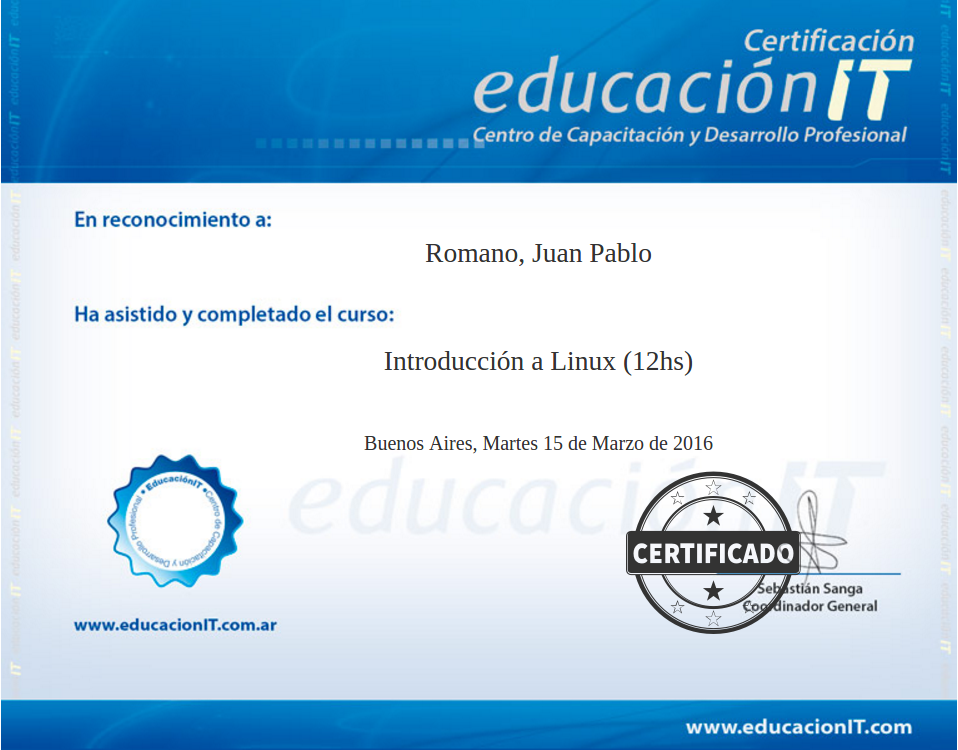 Certificación
educaciónIT
Centro de Capacitación y Desarrollo Profesional
En reconocimiento a:
Romano, Juan Pablo
Ha asistido y completado el curso:
Introducción a Linux (12hs)
Buenos Aires, Martes 15 de Marzo de 2016
educaciónIT
• EducaciónIT •
Centro de Capacitación y Desarrollo Profesional
CERTIFICADO
Sebastián Sanga
Coordinador General
www.educacionIT.com.ar
www.educacionIT.com